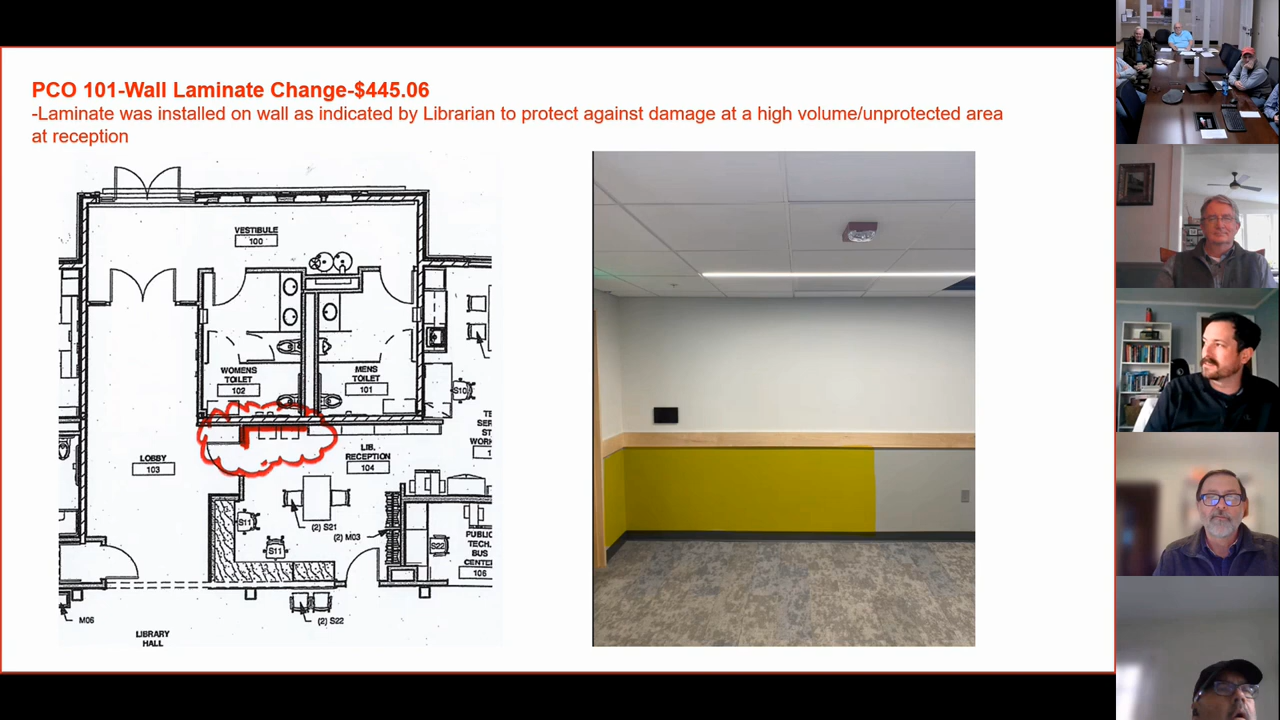 PCO 101-Wall Laminate Change-$445.06
-Laminate was installed on wall as indicated by Librarian to protect against damage at a high volume/unprotected area
at reception
VESTIBULE
100
WOMENS
TOILET
102
MENS
TOILET
101
S10
LOBBY
103
LIB.
RECEPTION
104
(2) S21
S11
S11
(2) M03
S22
PUBLIC
TECH.
BUS
CENTER
106
M06
(2) S22
LIBRARY
HALL